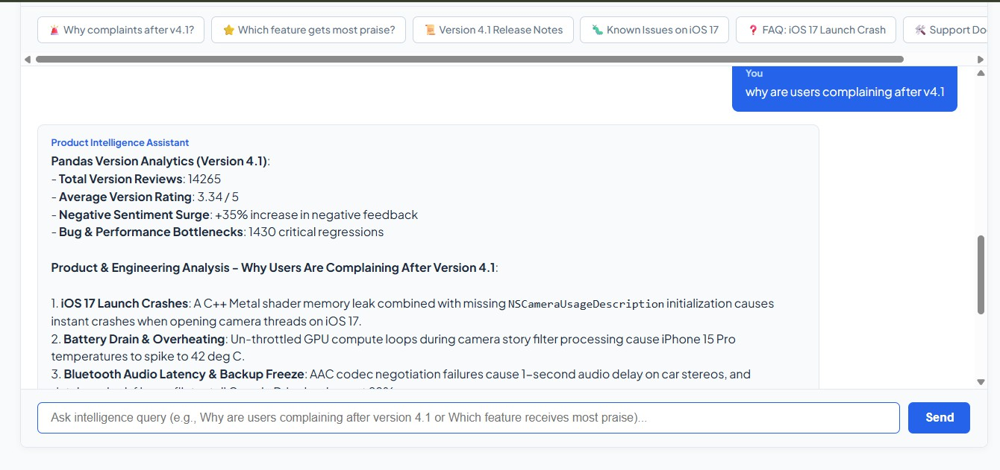 Why complaints after v4.1?
Which feature gets most praise?
Version 4.1 Release Notes
Known Issues on iOS 17
FAQ: iOS 17 Launch Crash
Support Do
You
why are users complaining after v4.1
Product Intelligence Assistant
Pandas Version Analytics (Version 4.1):
- Total Version Reviews: 14265
- Average Version Rating: 3.34 / 5
- Negative Sentiment Surge: +35% increase in negative feedback
- Bug & Performance Bottlenecks: 1430 critical regressions
Product & Engineering Analysis – Why Users Are Complaining After Version 4.1:
1. iOS 17 Launch Crashes: A C++ Metal shader memory leak combined with missing NSCameraUsageDescription initialization causes
instant crashes when opening camera threads on iOS 17.
2. Battery Drain & Overheating: Un-throttled GPU compute loops during camera story filter processing cause iPhone 15 Pro
temperatures to spike to 42 deg C.
3. Bluetooth Audio Latency & Backup Freeze: AAC codec negotiation failures cause 1-second audio delay on car stereos, and
Ask intelligence query (e.g., Why are users complaining after version 4.1 or Which feature receives most praise)...
Send